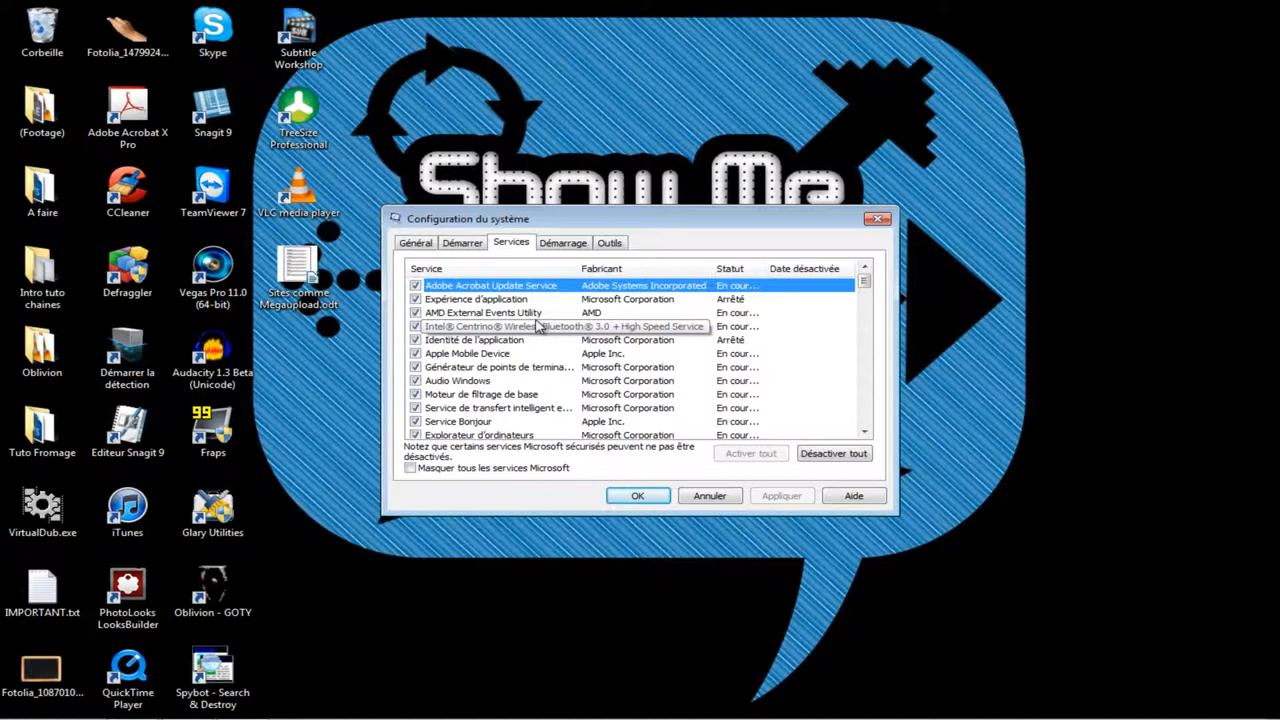 Corbeille
Fotolia_1479924...
Skype
Subtitle
Workshop
(Footage)
Adobe Acrobat X
Pro
Snagit 9
TreeSize
Professional
A faire
CCleaner
TeamViewer 7
VLC media player
Intro tuto
chaines
Defraggler
Vegas Pro 11.0
(64-bit)
Sites comme
Megaupload.odt
Oblivion
Démarrer la
détection
Audacity 1.3 Beta
(Unicode)
Tuto Fromage
Editeur Snagit 9
99
Fraps
VirtualDub.exe
iTunes
Glary Utilities
IMPORTANT.txt
PhotoLooks
LooksBuilder
Oblivion - GOTY
Fotolia_1087010...
QuickTime
Player
Spybot - Search
& Destroy
Show Me
Configuration du système
Général Démarrer Services Démarrage Outils
Service Fabricant Statut Date désactivée
Adobe Acrobat Update Service Adobe Systems Incorporated En cour...
Expérience d'application Microsoft Corporation Arrêté
AMD External Events Utility AMD En cour...
Intel® Centrino® Wireless Bluetooth® 3.0 + High Speed Service En cour...
Identité de l'application Microsoft Corporation Arrêté
Apple Mobile Device Apple Inc. En cour...
Générateur de points de termina... Microsoft Corporation En cour...
Audio Windows Microsoft Corporation En cour...
Moteur de filtrage de base Microsoft Corporation En cour...
Service de transfert intelligent e... Microsoft Corporation En cour...
Service Bonjour Apple Inc. En cour...
Explorateur d'ordinateurs Microsoft Corporation En cour...
Notez que certains services Microsoft sécurisés peuvent ne pas être
désactivés.
Activer tout Désactiver tout
Masquer tous les services Microsoft
OK Annuler Appliquer Aide